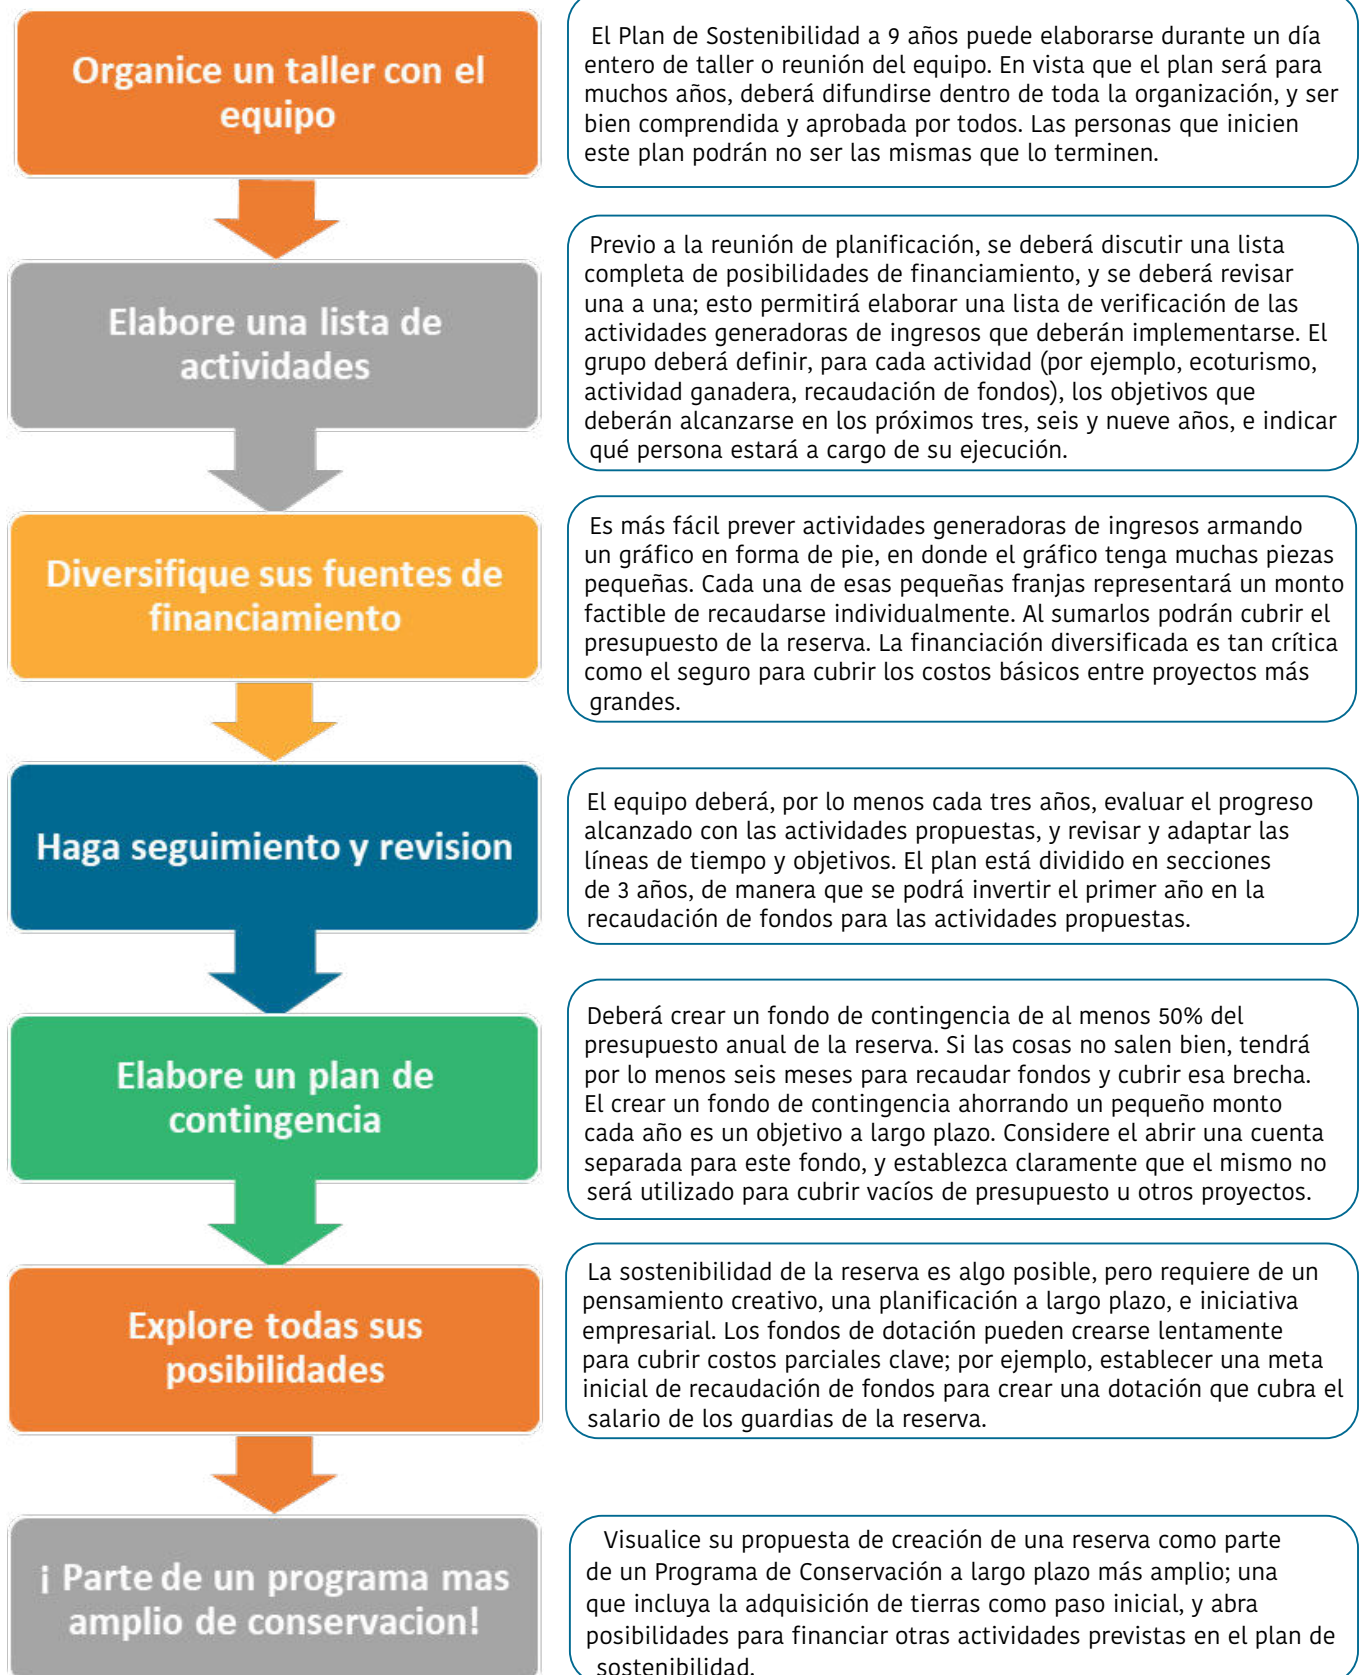 Organice un taller con el
equipo
El Plan de Sostenibilidad a 9 años puede elaborarse durante un día
entero de taller o reunión del equipo. En vista que el plan será para
muchos años, deberá difundirse dentro de toda la organización, y ser
bien comprendida y aprobada por todos. Las personas que inicien
este plan podrán no ser las mismas que lo terminen.
Elabore una lista de
actividades
Previo a la reunión de planificación, se deberá discutir una lista
completa de posibilidades de financiamiento, y se deberá revisar
una a una; esto permitirá elaborar una lista de verificación de las
actividades generadoras de ingresos que deberán implementarse. El
grupo deberá definir, para cada actividad (por ejemplo, ecoturismo,
actividad ganadera, recaudación de fondos), los objetivos que
deberán alcanzarse en los próximos tres, seis y nueve años, e indicar
qué persona estará a cargo de su ejecución.
Diversifique sus fuentes de
financiamiento
Es más fácil prever actividades generadoras de ingresos armando
un gráfico en forma de pie, en donde el gráfico tenga muchas piezas
pequeñas. Cada una de esas pequeñas franjas representará un monto
factible de recaudarse individualmente. Al sumarlos podrán cubrir el
presupuesto de la reserva. La financiación diversificada es tan crítica
como el seguro para cubrir los costos básicos entre proyectos más
grandes.
Haga seguimiento y revision
El equipo deberá, por lo menos cada tres años, evaluar el progreso
alcanzado con las actividades propuestas, y revisar y adaptar las
líneas de tiempo y objetivos. El plan está dividido en secciones
de 3 años, de manera que se podrá invertir el primer año en la
recaudación de fondos para las actividades propuestas.
Elabore un plan de
contingencia
Deberá crear un fondo de contingencia de al menos 50% del
presupuesto anual de la reserva. Si las cosas no salen bien, tendrá
por lo menos seis meses para recaudar fondos y cubrir esa brecha.
El crear un fondo de contingencia ahorrando un pequeño monto
cada año es un objetivo a largo plazo. Considere el abrir una cuenta
separada para este fondo, y establezca claramente que el mismo no
será utilizado para cubrir vacíos de presupuesto u otros proyectos.
Explore todas sus
posibilidades
La sostenibilidad de la reserva es algo posible, pero requiere de un
pensamiento creativo, una planificación a largo plazo, e iniciativa
empresarial. Los fondos de dotación pueden crearse lentamente
para cubrir costos parciales clave; por ejemplo, establecer una meta
inicial de recaudación de fondos para crear una dotación que cubra el
salario de los guardias de la reserva.
¡ Parte de un programa mas
amplio de conservacion!
Visualice su propuesta de creación de una reserva como parte
de un Programa de Conservación a largo plazo más amplio; una
que incluya la adquisición de tierras como paso inicial, y abra
posibilidades para financiar otras actividades previstas en el plan de
sostenibilidad.